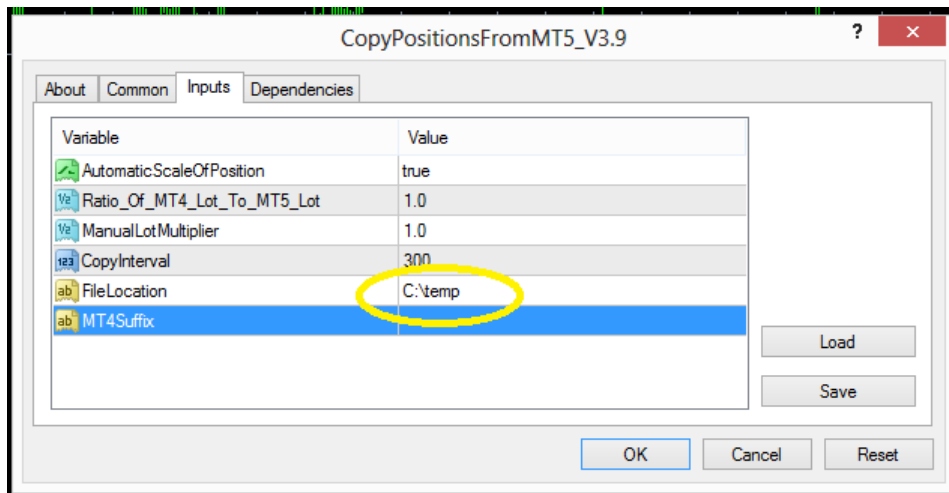 CopyPositionsFromMT5_V3.9
? ×
About Common Inputs Dependencies
Variable Value
AutomaticScaleOfPosition true
Ratio_Of_MT4_Lot_To_MT5_Lot 1.0
ManualLotMultiplier 1.0
CopyInterval 300
FileLocation C:\temp
MT4Suffix
Load
Save
OK Cancel Reset